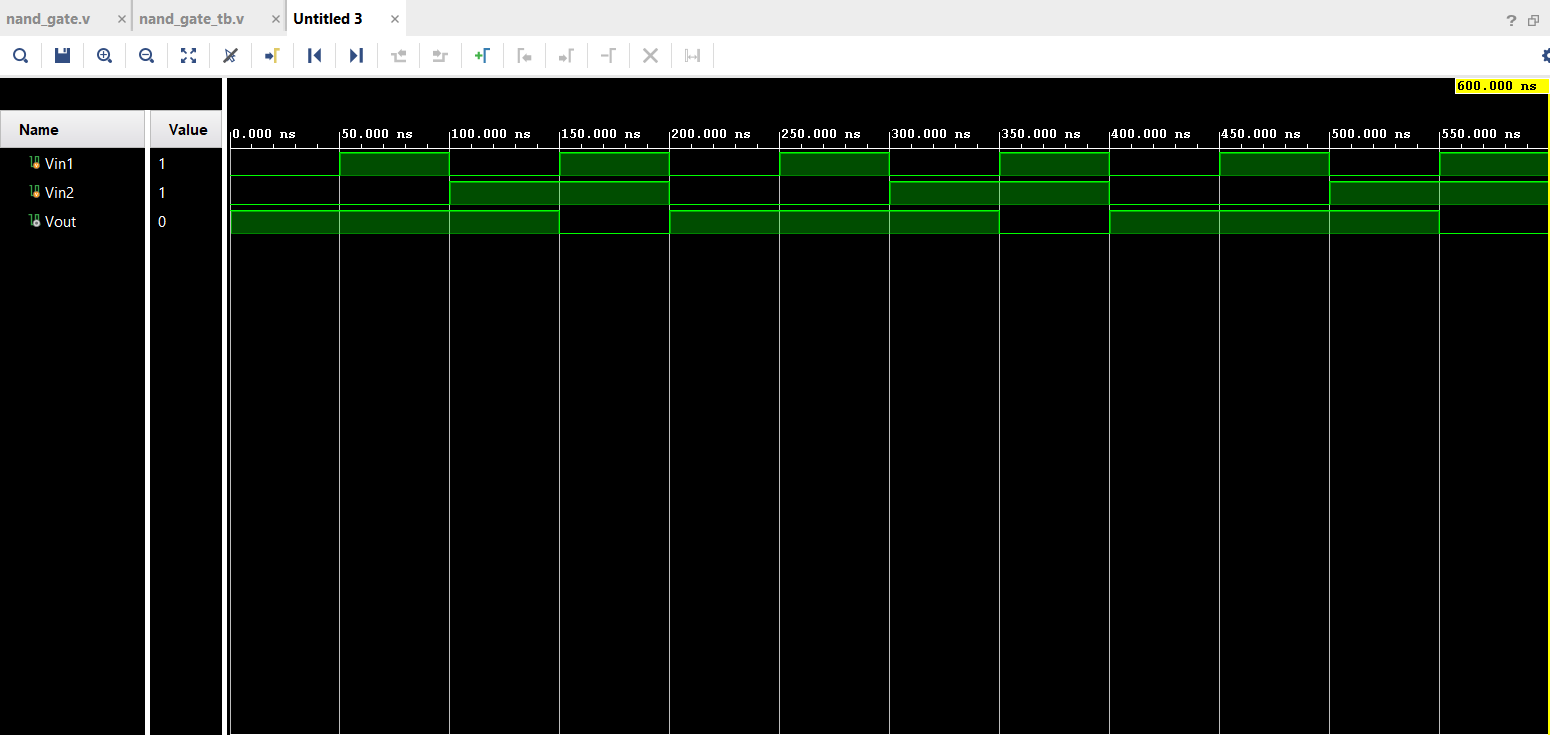 nand_gate.v × nand_gate_tb.v × Untitled 3 × ?
600.000 ns
Name Value 0.000 ns 50.000 ns 100.000 ns 150.000 ns 200.000 ns 250.000 ns 300.000 ns 350.000 ns 400.000 ns 450.000 ns 500.000 ns 550.000 ns
Vin1 1
Vin2 1
Vout 0